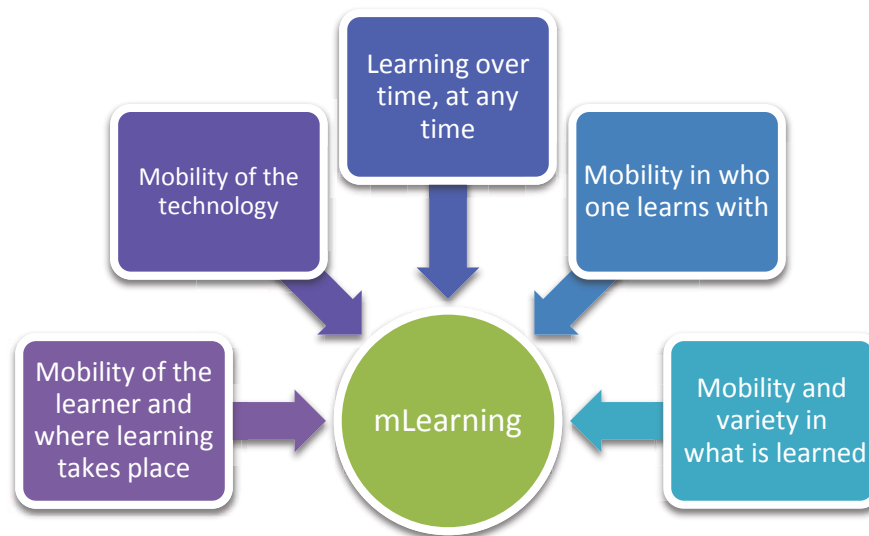 Learning over
time, at any
time
Mobility of the
technology
Mobility in who
one learns with
Mobility of the
learner and
where learning
takes place
mLearning
Mobility and
variety in
what is learned